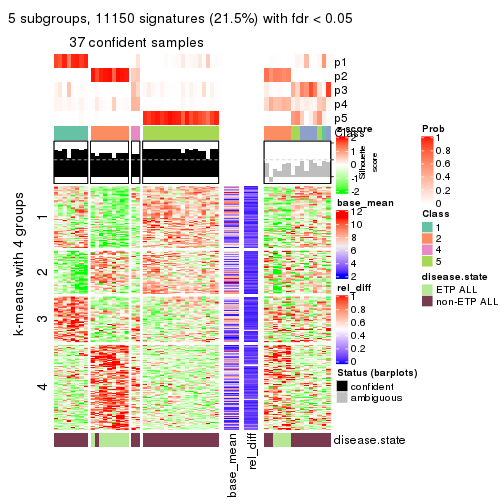 5 subgroups, 11150 signatures (21.5%) with fdr < 0.05
37 confident samples
p1
p2
p3
p4
p5
Class
z-score
2
1
0
-1
-2
Silhouette
score
k-means with 4 groups
1
2
3
4
base_mean
12
10
8
6
4
2
rel_diff
1
0.8
0.6
0.4
0.2
0
Status (barplots)
confident
ambiguous
Prob
1
0.8
0.6
0.4
0.2
0
Class
1
2
4
5
disease.state
ETP ALL
non-ETP ALL
disease.state
base_mean
rel_diff